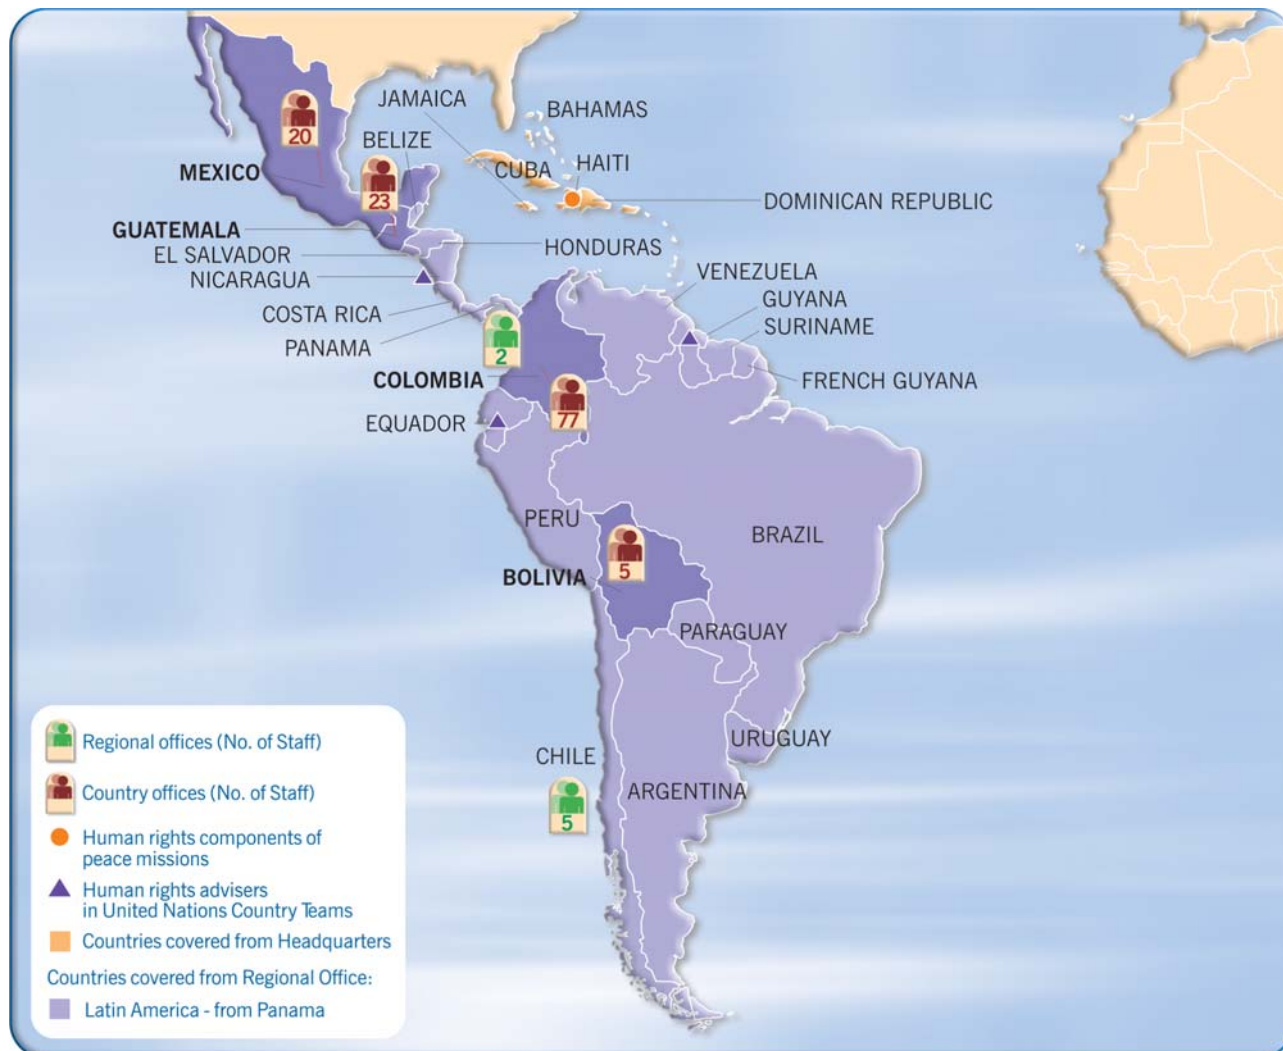 JAMAICA
BAHAMAS
20
BELIZE
CUBA
HAITI
MEXICO
23
DOMINICAN REPUBLIC
GUATEMALA
EL SALVADOR
HONDURAS
NICARAGUA
VENEZUELA
GUYANA
COSTA RICA
SURINAME
PANAMA
2
COLOMBIA
FRENCH GUYANA
EQUADOR
77
PERU
BRAZIL
5
BOLIVIA
PARAGUAY
URUGUAY
CHILE
ARGENTINA
5
Regional offices (No. of Staff)
Country offices (No. of Staff)
Human rights components of
peace missions
Human rights advisers
in United Nations Country Teams
Countries covered from Headquarters
Countries covered from Regional Office:
Latin America - from Panama